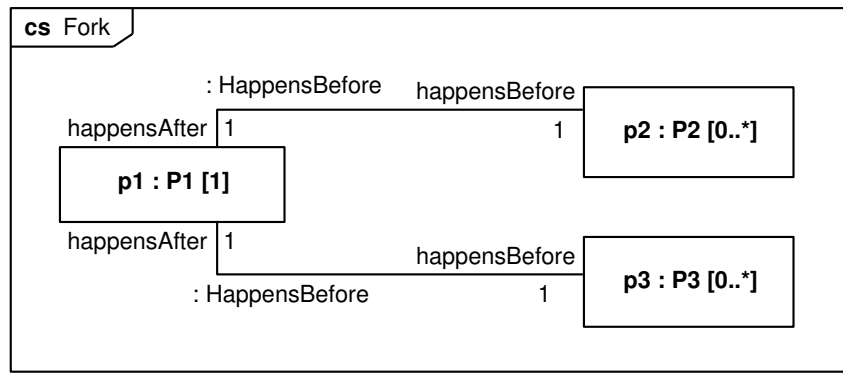 cs Fork
: HappensBefore
happensBefore
happensAfter
1
1
p2 : P2 [0..*]
p1 : P1 [1]
happensAfter
1
happensBefore
: HappensBefore
1
p3 : P3 [0..*]